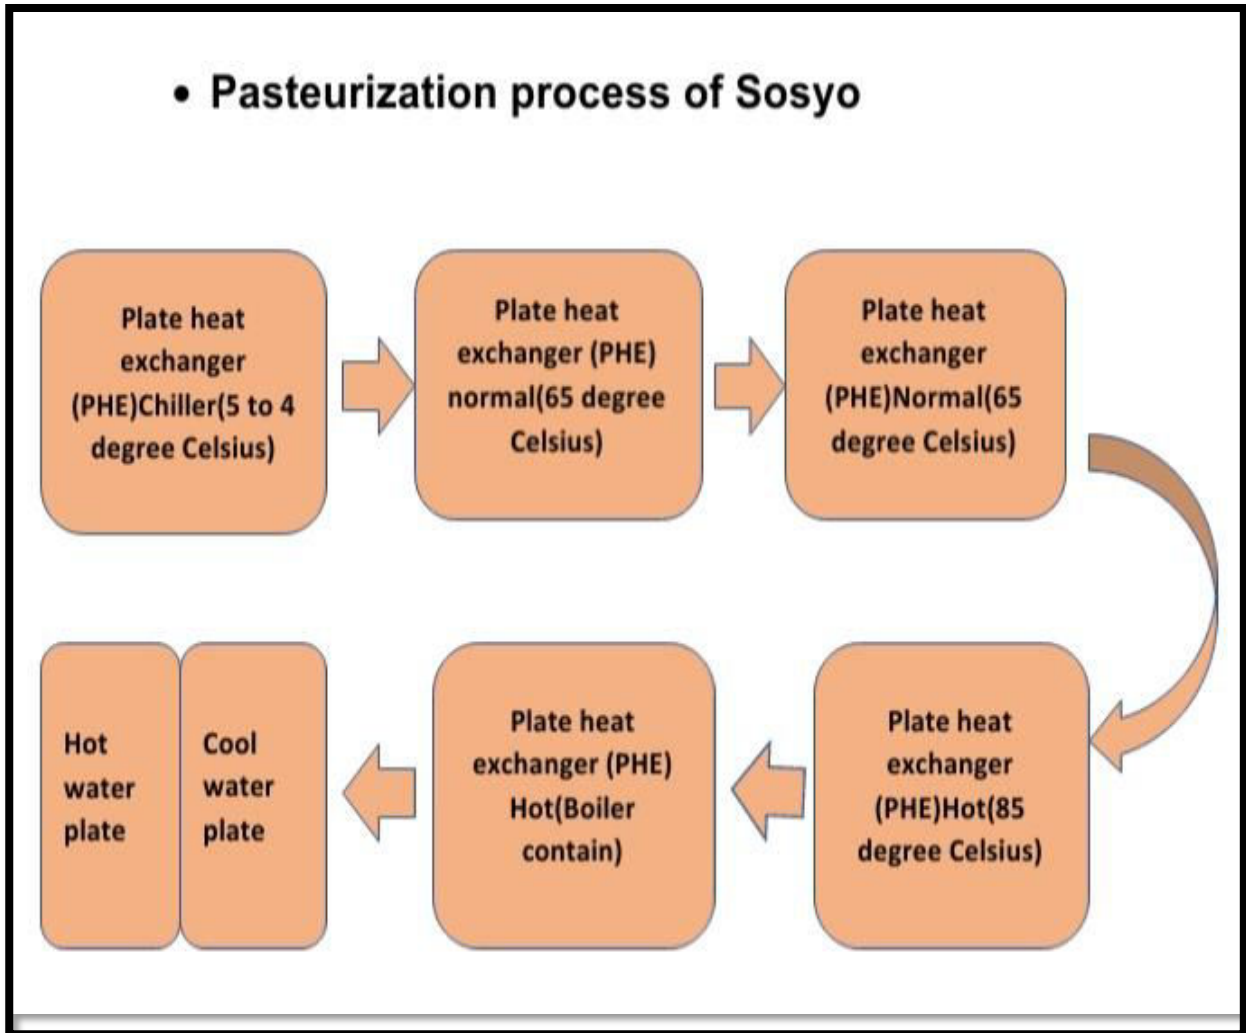 • Pasteurization process of Sosyo
Plate heat
exchanger
(PHE)Chiller(5 to 4
degree Celsius)
Plate heat
exchanger (PHE)
normal(65 degree
Celsius)
Plate heat
exchanger
(PHE)Normal(65
degree Celsius)
Plate heat
exchanger
(PHE)Hot(85
degree Celsius)
Plate heat
exchanger (PHE)
Hot(Boiler
contain)
Cool
water
plate
Hot
water
plate